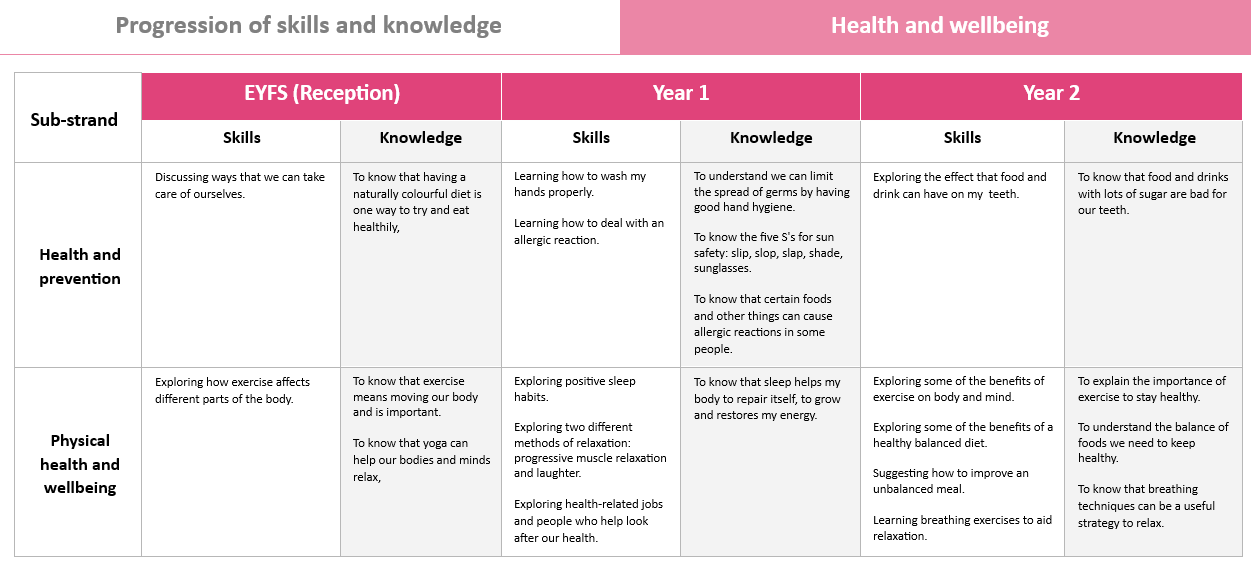 Progression of skills and knowledge
Health and wellbeing
Sub-strand
EYFS (Reception)
Year 1
Year 2
Skills
Knowledge
Skills
Knowledge
Skills
Knowledge
Health and
prevention
Discussing ways that we can take
care of ourselves.
To know that having a
naturally colourful diet is
one way to try and eat
healthily,
Learning how to wash my
hands properly.
Learning how to deal with an
allergic reaction.
To understand we can limit
the spread of germs by having
good hand hygiene.
To know the five S's for sun
safety: slip, slop, slap, shade,
sunglasses.
To know that certain foods
and other things can cause
allergic reactions in some
people.
Exploring the effect that food and
drink can have on my teeth.
To know that food and drinks
with lots of sugar are bad for
our teeth.
Physical
health and
wellbeing
Exploring how exercise affects
different parts of the body.
To know that exercise
means moving our body
and is important.
To know that yoga can
help our bodies and minds
relax,
Exploring positive sleep
habits.
Exploring two different
methods of relaxation:
progressive muscle relaxation
and laughter.
Exploring health-related jobs
and people who help look
after our health.
To know that sleep helps my
body to repair itself, to grow
and restores my energy.
Exploring some of the benefits of
exercise on body and mind.
Exploring some of the benefits of a
healthy balanced diet.
Suggesting how to improve an
unbalanced meal.
Learning breathing exercises to aid
relaxation.
To explain the importance of
exercise to stay healthy.
To understand the balance of
foods we need to keep
healthy.
To know that breathing
techniques can be a useful
strategy to relax.